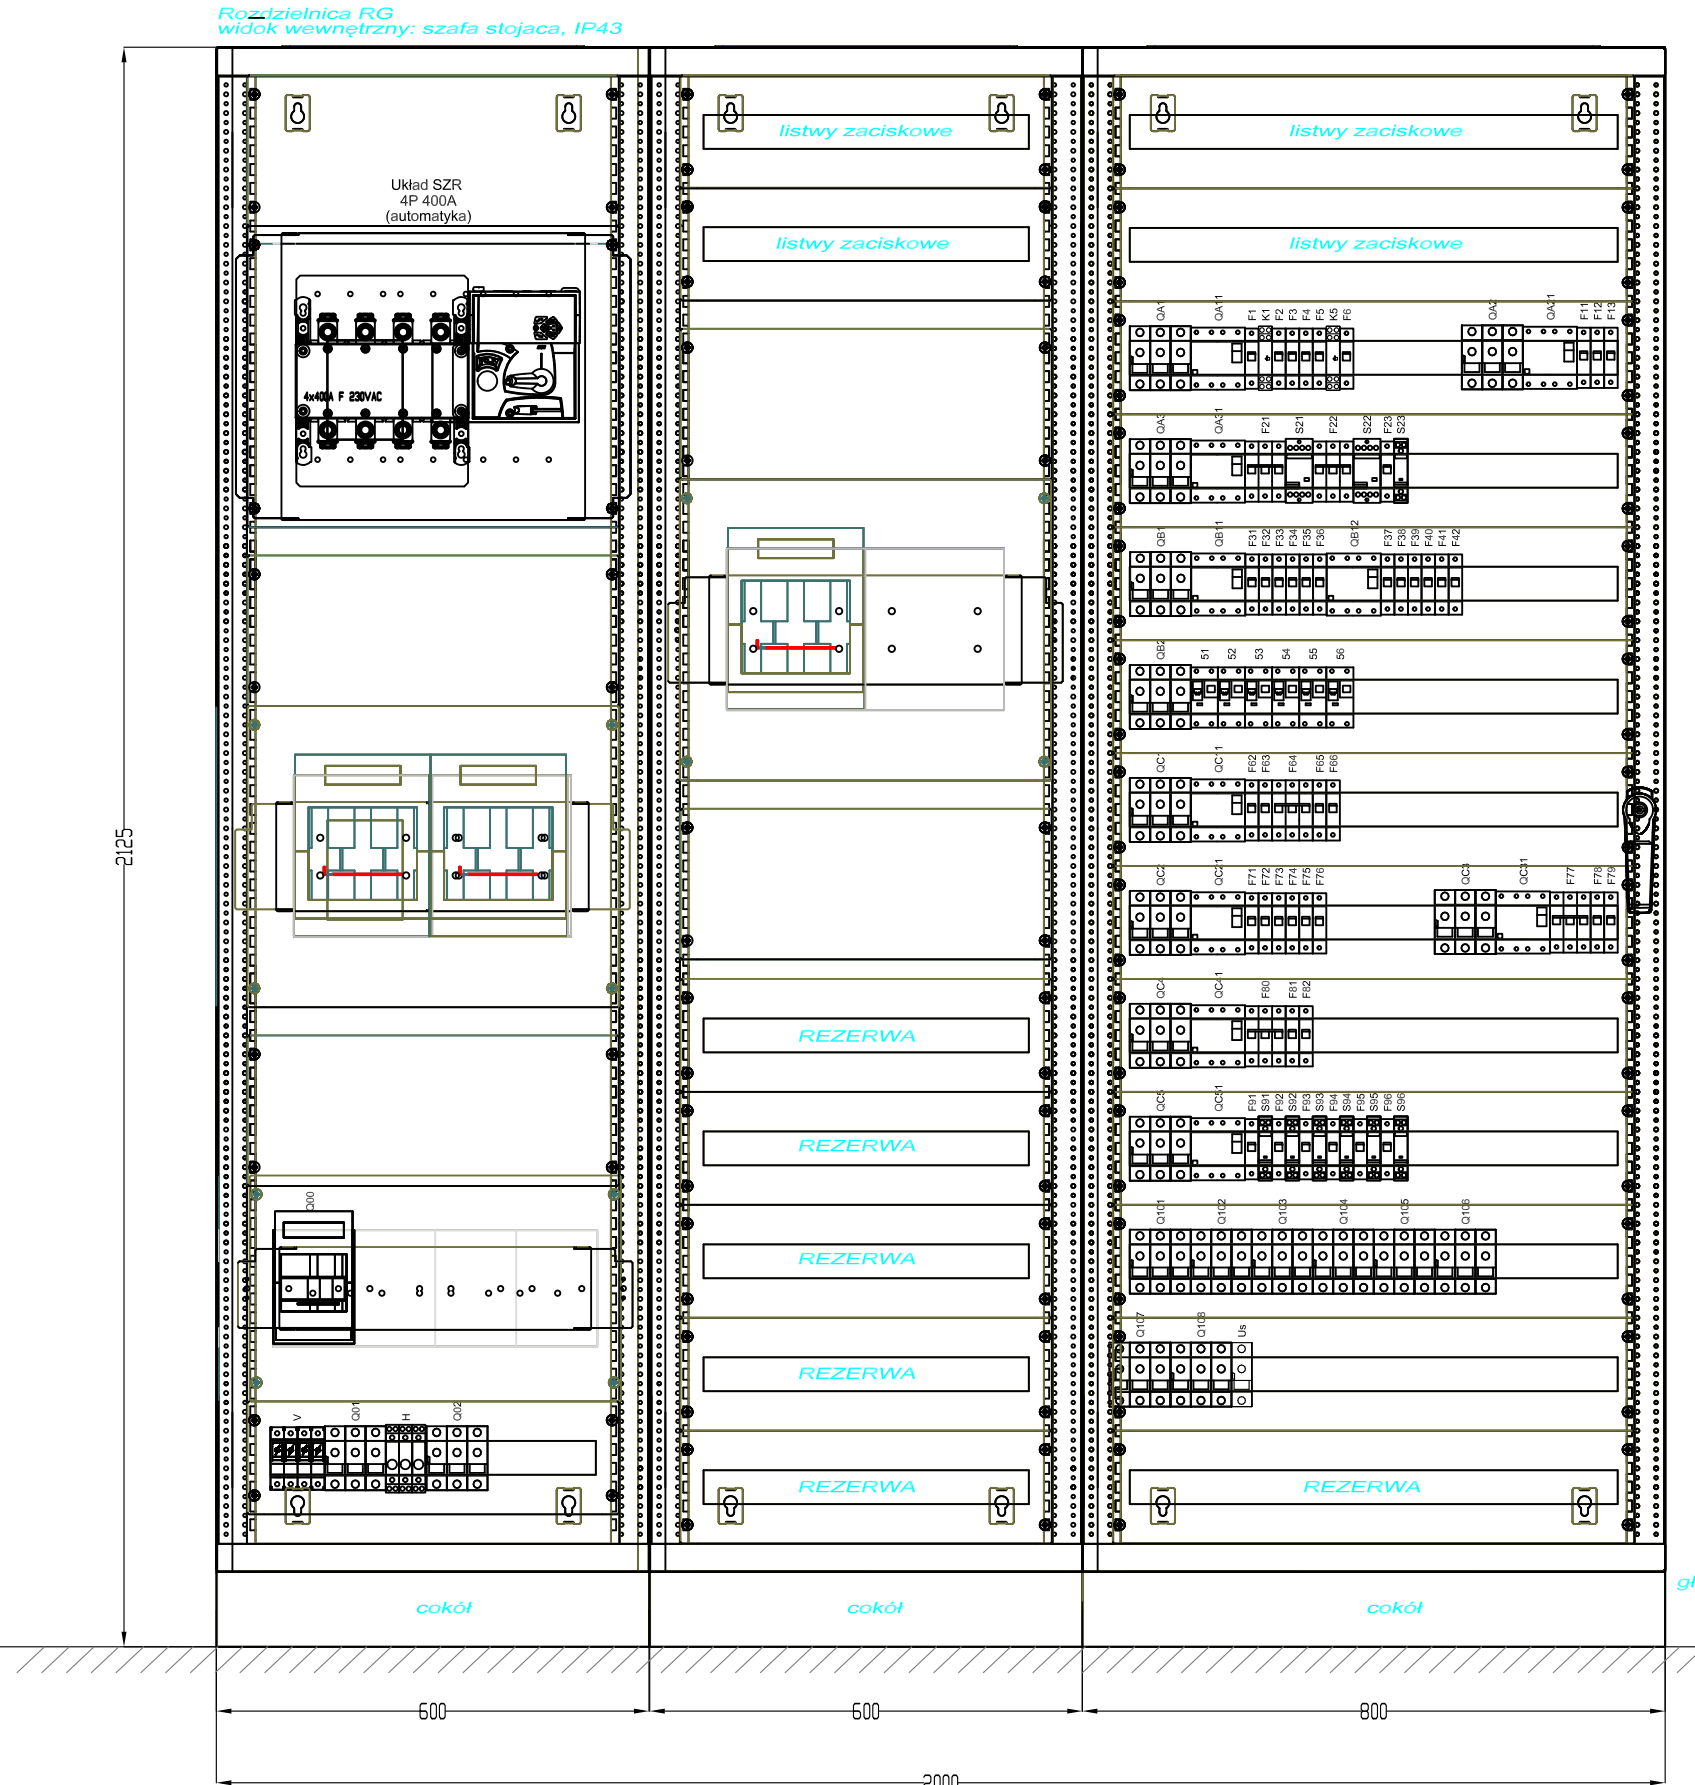 Rozdzielnica RG
widok wewnętrzny: szafa stojaca, IP43
listwy zaciskowe
listwy zaciskowe
Układ SZR
4P 400A
(automatyka)
listwy zaciskowe
listwy zaciskowe
4x400A F 230VAC
QA1 QA11 F1 K1 F2 F3 F4 F5 K5 F6 QA2 QA21 F11 F12 F13
QA3 QA31 F21 S21 F22 S22 F23 S23
QB1 QB11 F31 F32 F33 F34 F35 F36 QB12 F37 F38 F39 F40 F41 F42
QB2 51 52 53 54 55 56
QC1 QC11 F62 F63 F64 F65 F66
2125
QC2 QC21 F71 F72 F73 F74 F75 F76 QC3 QC31 F77 F78 F79
QC4 QC41 F80 F81 F82
REZERWA
QC5 QC51 F91 S91 F92 S92 F93 S93 F94 S94 F95 S95 F96 S96
REZERWA
Q00
Q101 Q102 Q103 Q104 Q105 Q106
REZERWA
Q107 Q108 Us
REZERWA
V Q01 H Q02
REZERWA
REZERWA
cokół
cokół
cokół
gł
600
600
800
2000